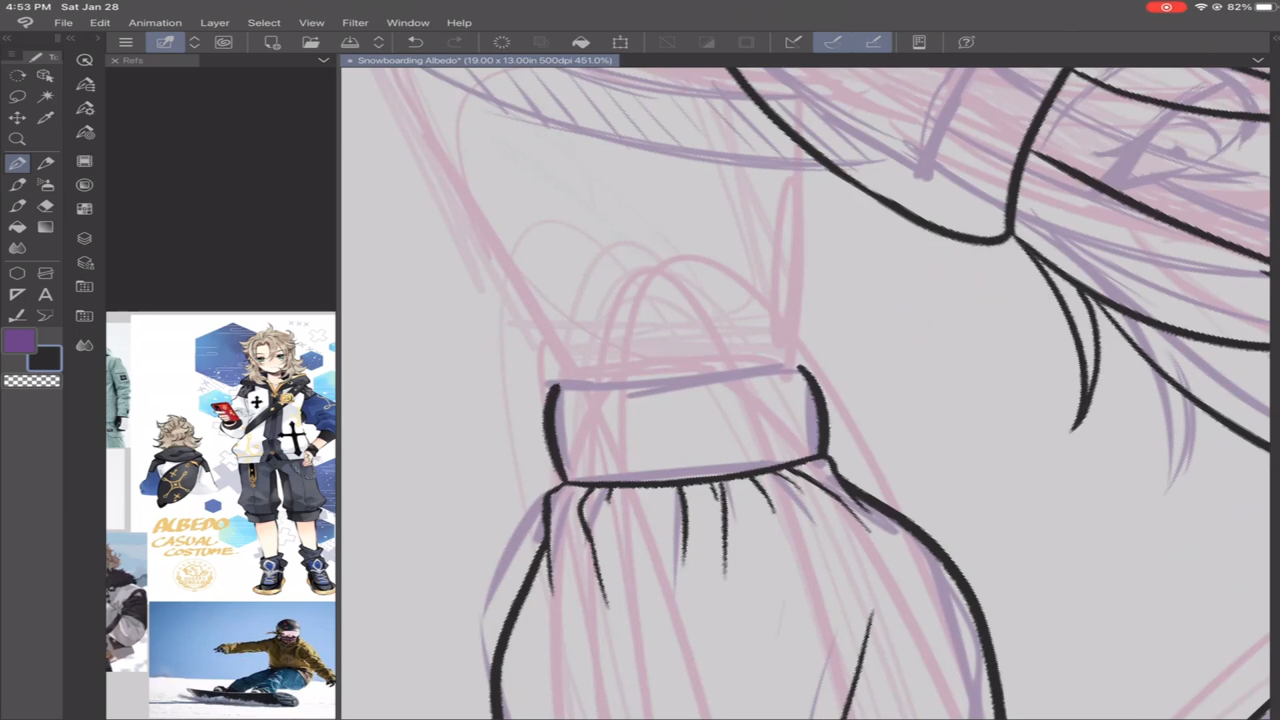 4:53 PM Sat Jan 28
82%
File Edit Animation Layer Select View Filter Window Help
Refs
Snowboarding Albedo* (19.00 x 13.00in 500dpi 451.0%)
ALBEDO
CASUAL
COSTUME